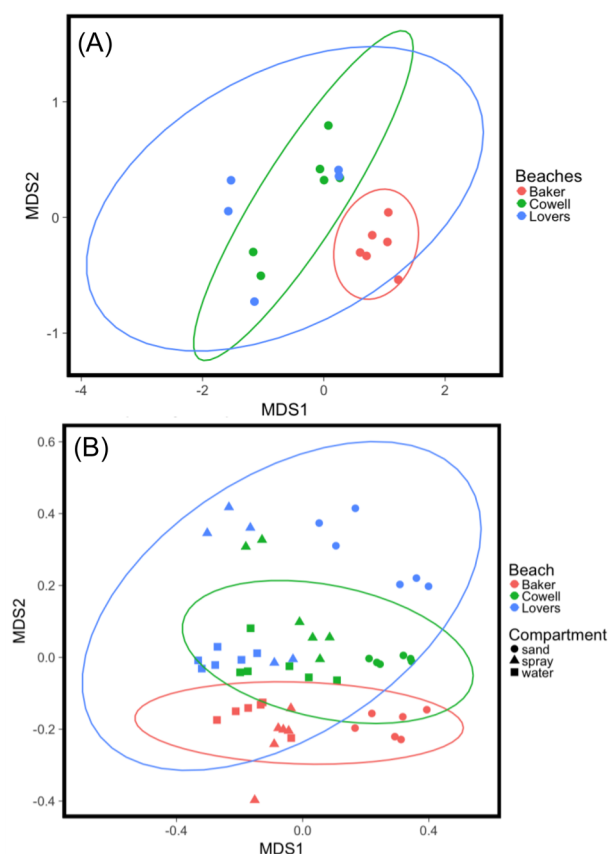 (A)
1
0
-1
MDS2
-4
-2
0
2
MDS1
Beaches
Baker
Cowell
Lovers
(B)
0.6
0.4
0.2
0.0
-0.2
-0.4
MDS2
-0.4
0.0
0.4
MDS1
Beach
Baker
Cowell
Lovers
Compartment
sand
spray
water